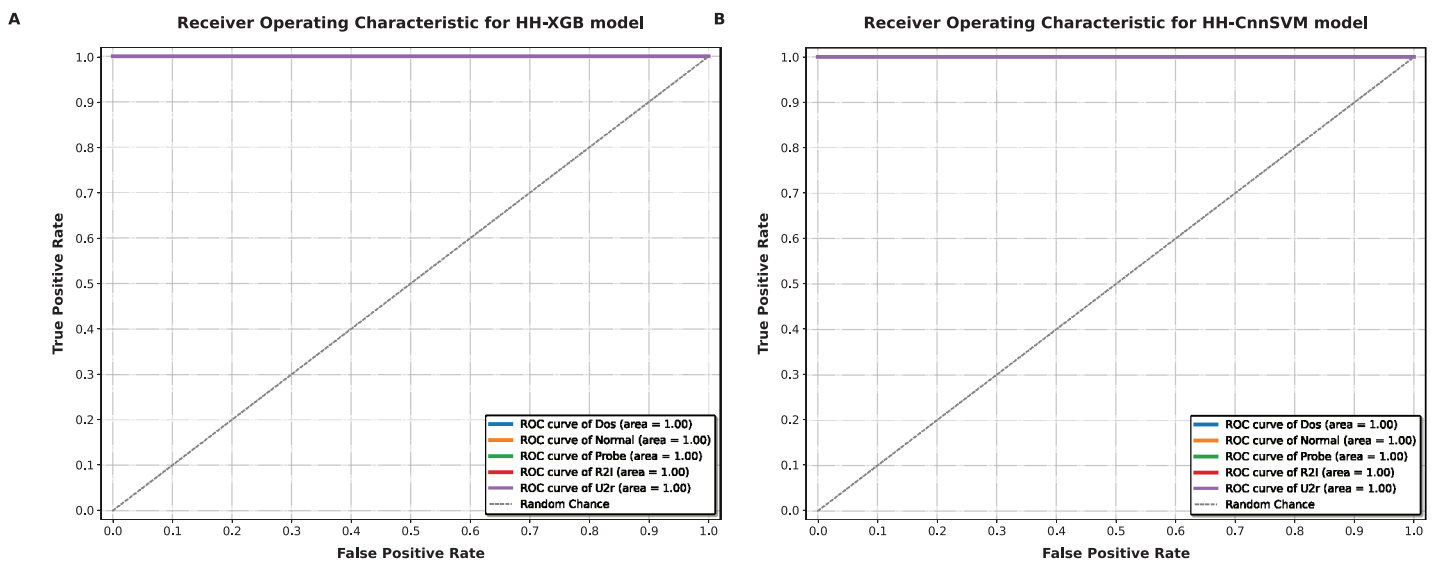 A
Receiver Operating Characteristic for HH-XGB model
True Positive Rate
1.0
0.9
0.8
0.7
0.6
0.5
0.4
0.3
0.2
0.1
0.0
ROC curve of Dos (area = 1.00)
ROC curve of Normal (area = 1.00)
ROC curve of Probe (area = 1.00)
ROC curve of R2l (area = 1.00)
ROC curve of U2r (area = 1.00)
Random Chance
0.0 0.1 0.2 0.3 0.4 0.5 0.6 0.7 0.8 0.9 1.0
False Positive Rate
B
Receiver Operating Characteristic for HH-CnnSVM model
True Positive Rate
1.0
0.9
0.8
0.7
0.6
0.5
0.4
0.3
0.2
0.1
0.0
ROC curve of Dos (area = 1.00)
ROC curve of Normal (area = 1.00)
ROC curve of Probe (area = 1.00)
ROC curve of R2l (area = 1.00)
ROC curve of U2r (area = 1.00)
Random Chance
0.0 0.1 0.2 0.3 0.4 0.5 0.6 0.7 0.8 0.9 1.0
False Positive Rate